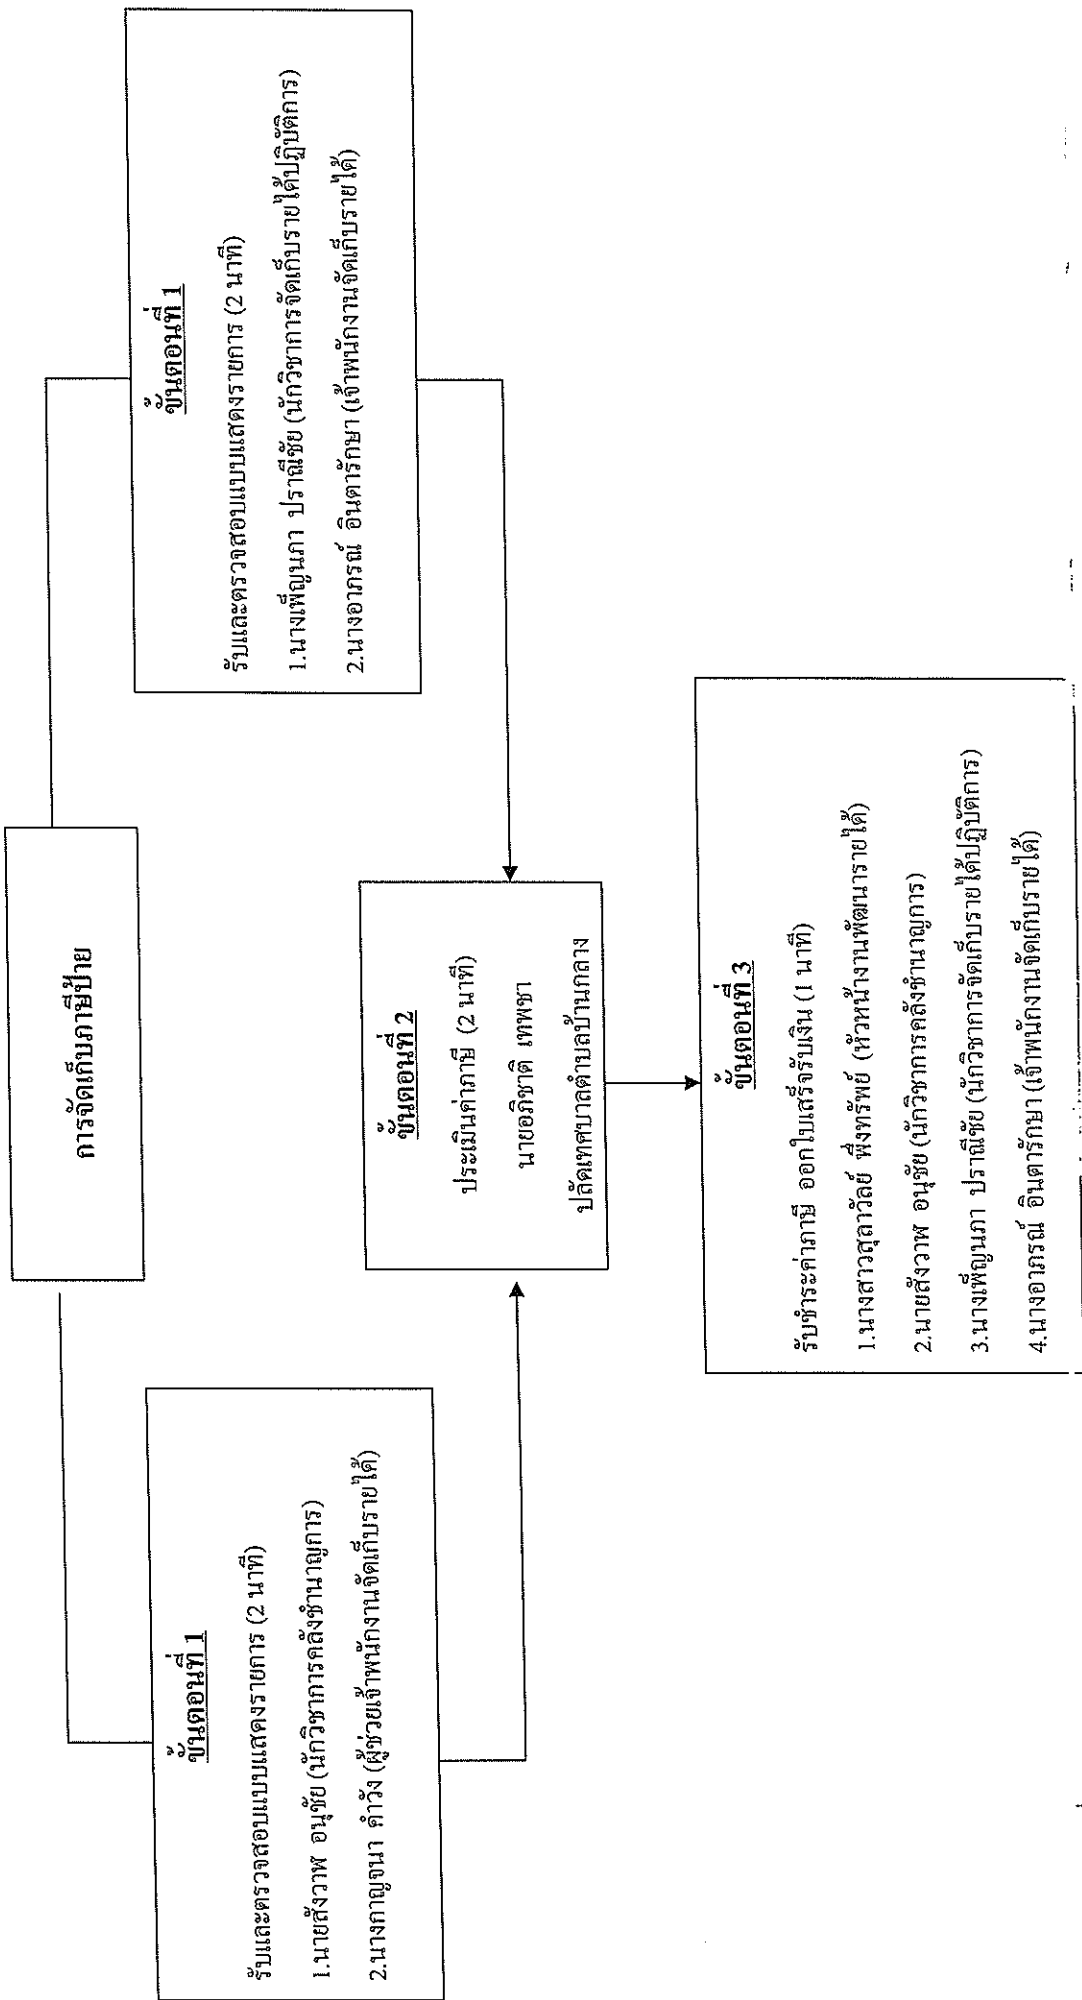 การจัดเก็บภาษีป้าย
ขั้นตอนที่ 1
รับและตรวจสอบแบบแสดงรายการ (2 นาที)
1.นายสังวาพ อนุชัย (นักวิชาการคลังชำนาญการ)
2.นางกาญจนา คำวัง (ผู้ช่วยเจ้าพนักงานจัดเก็บรายได้)
ขั้นตอนที่ 1
รับและตรวจสอบแบบแสดงรายการ (2 นาที)
1.นางเพ็ญนภา ปราณีชัย (นักวิชาการจัดเก็บรายได้ปฏิบัติการ)
2.นางอาภรณ์ อินตารักษา (เจ้าพนักงานจัดเก็บรายได้)
ขั้นตอนที่ 2
ประเมินค่าภาษี (2 นาที)
นายอภิชาติ เทพชา
ปลัดเทศบาลตำบลบ้านกลาง
ขั้นตอนที่ 3
รับชำระค่าภาษี ออกใบเสร็จรับเงิน (1 นาที)
1.นางสาวสุลาวัลย์ พึ่งทรัพย์ (หัวหน้างานพัฒนารายได้)
2.นายสังวาพ อนุชัย (นักวิชาการคลังชำนาญการ)
3.นางเพ็ญนภา ปราณีชัย (นักวิชาการจัดเก็บรายได้ปฏิบัติการ)
4.นางอาภรณ์ อินตารักษา (เจ้าพนักงานจัดเก็บรายได้)